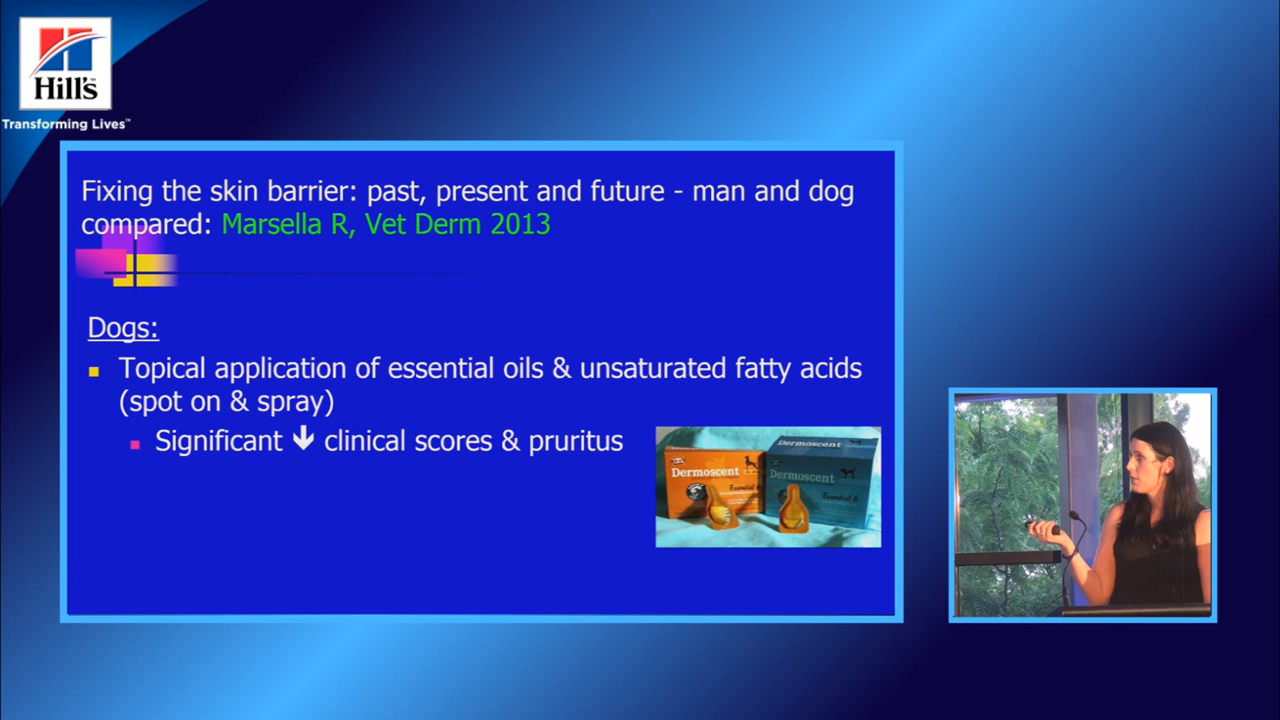 Hill's
Transforming Lives™
Fixing the skin barrier: past, present and future - man and dog
compared: Marsella R, Vet Derm 2013
Dogs:
Topical application of essential oils & unsaturated fatty acids
(spot on & spray)
Significant ↓ clinical scores & pruritus
Dermoscent
Essential 6
Dermoscent
Dermoscent
Essential 6